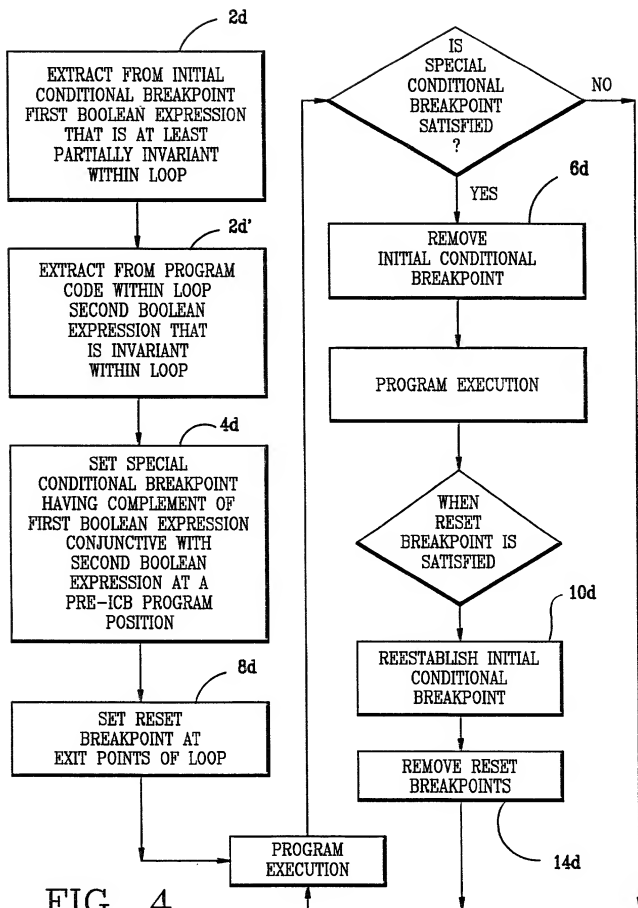 2d
EXTRACT FROM INITIAL
CONDITIONAL BREAKPOINT
FIRST BOOLEAN EXPRESSION
THAT IS AT LEAST
PARTIALLY INVARIANT
WITHIN LOOP
2d'
EXTRACT FROM PROGRAM
CODE WITHIN LOOP
SECOND BOOLEAN
EXPRESSION THAT
IS INVARIANT
WITHIN LOOP
4d
SET SPECIAL
CONDITIONAL BREAKPOINT
HAVING COMPLEMENT OF
FIRST BOOLEAN EXPRESSION
CONJUNCTIVE WITH
SECOND BOOLEAN
EXPRESSION AT A
PRE-ICB PROGRAM
POSITION
8d
SET RESET
BREAKPOINT AT
EXIT POINTS OF LOOP
PROGRAM
EXECUTION
IS
SPECIAL
CONDITIONAL
BREAKPOINT
SATISFIED
?
NO
YES
6d
REMOVE
INITIAL CONDITIONAL
BREAKPOINT
PROGRAM EXECUTION
WHEN
RESET
BREAKPOINT IS
SATISFIED
10d
REESTABLISH INITIAL
CONDITIONAL
BREAKPOINT
REMOVE RESET
BREAKPOINTS
14d
FIG. 4